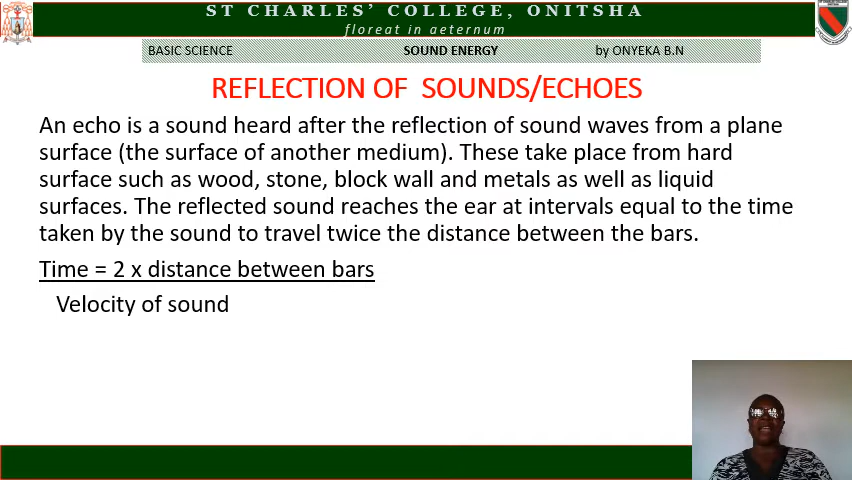 ST CHARLES' COLLEGE, ONITSHA
floreat in aeternum
BASIC SCIENCE SOUND ENERGY by ONYEKA B.N
REFLECTION OF SOUNDS/ECHOES
An echo is a sound heard after the reflection of sound waves from a plane
surface (the surface of another medium). These take place from hard
surface such as wood, stone, block wall and metals as well as liquid
surfaces. The reflected sound reaches the ear at intervals equal to the time
taken by the sound to travel twice the distance between the bars.
Time = 2 x distance between bars
Velocity of sound